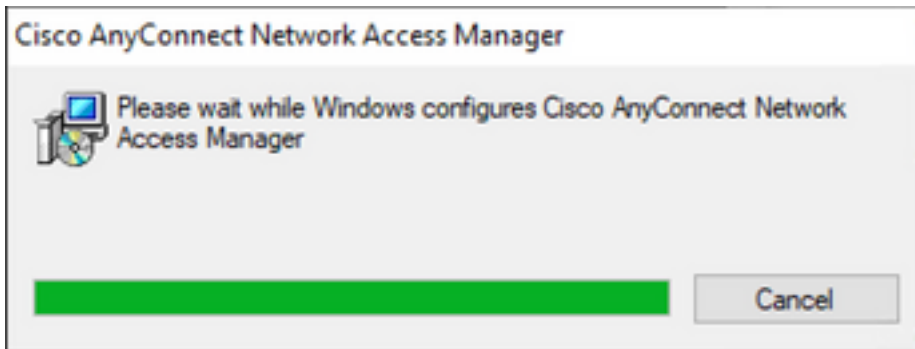 Cisco AnyConnect Network Access Manager
Please wait while Windows configures Cisco AnyConnect Network
Access Manager
Cancel